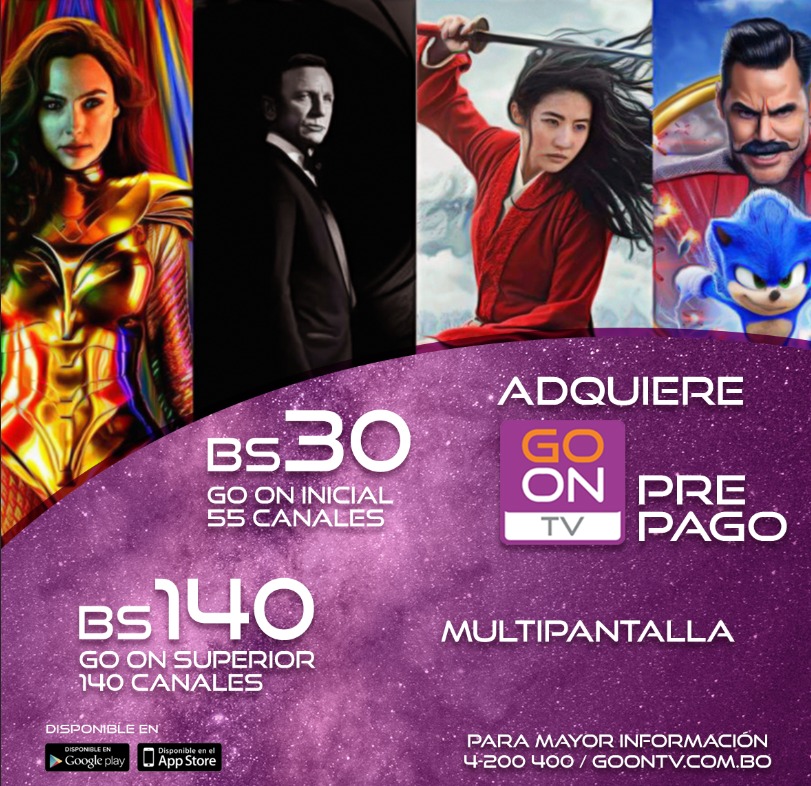 ADQUIERE
GO
ON
TV
PRE
PAGO
BS30
GO ON INICIAL
55 CANALES
BS140
GO ON SUPERIOR
140 CANALES
MULTIPANTALLA
DISPONIBLE EN
DISPONIBLE EN
Google play
Disponible en el
App Store
PARA MAYOR INFORMACIÓN
4-200 400 / GOONTV.COM.BO